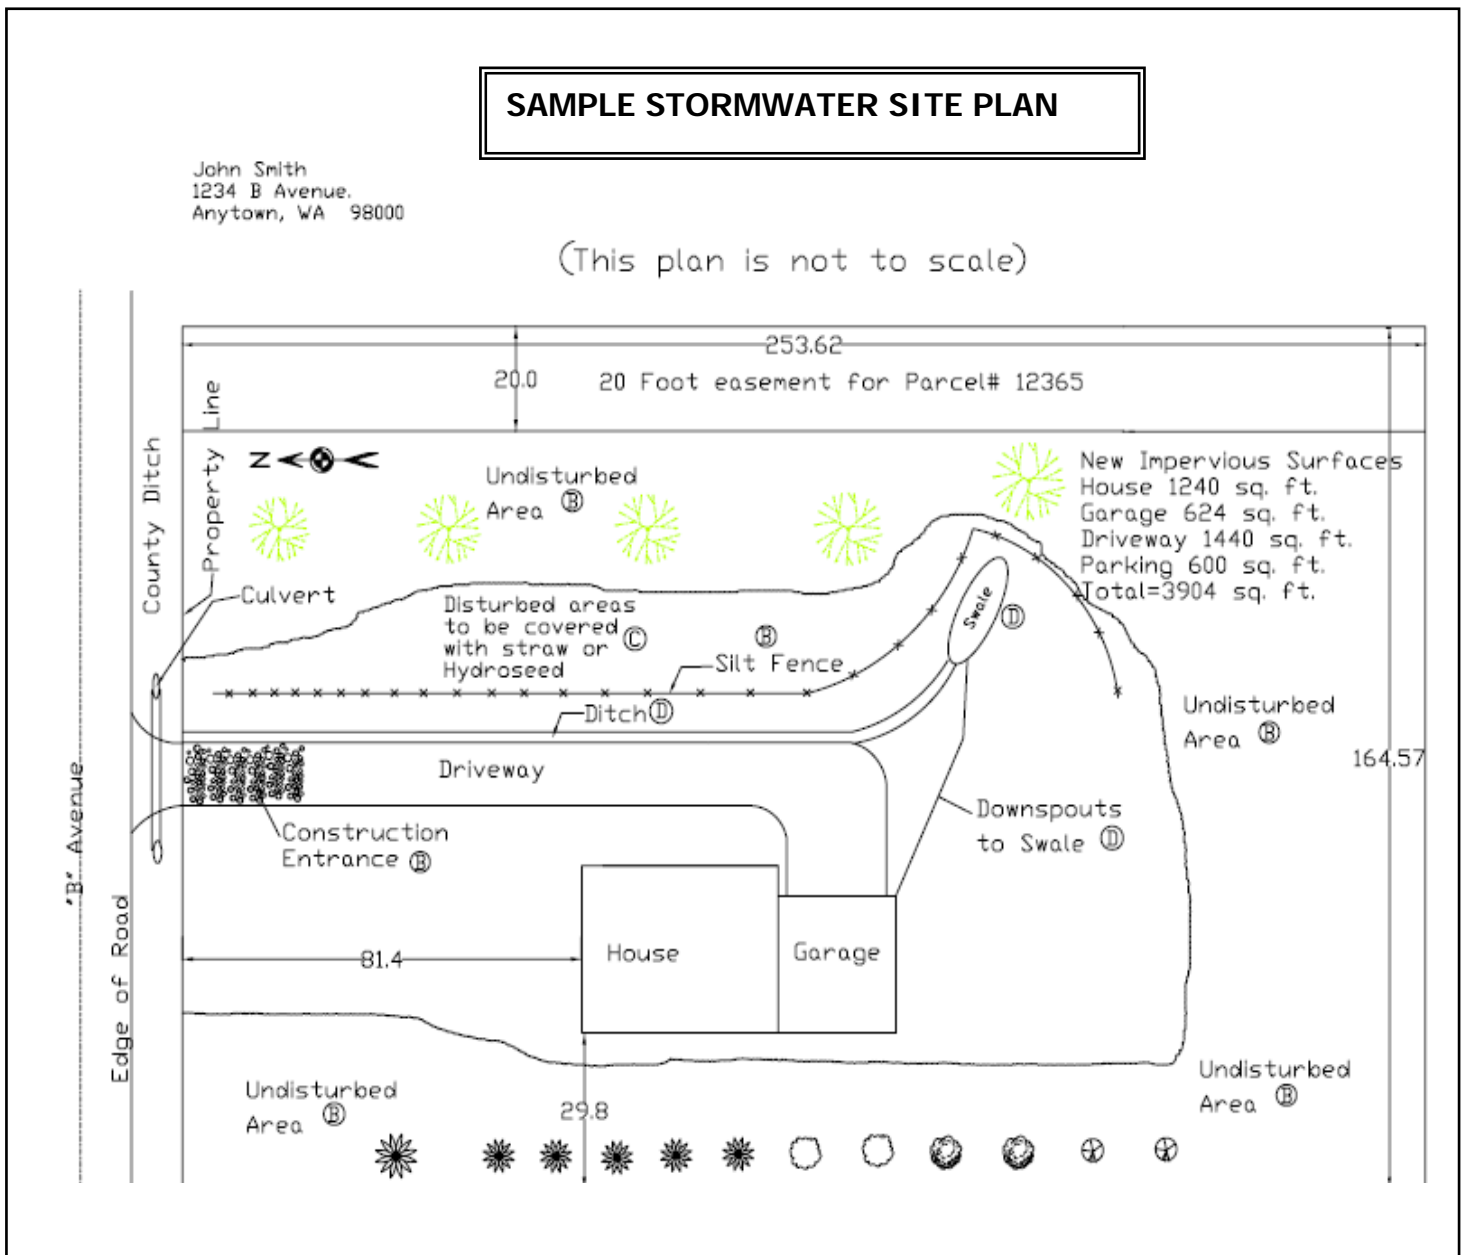 SAMPLE STORMWATER SITE PLAN
John Smith
1234 B Avenue.
Anytown, WA 98000
(This plan is not to scale)
253.62
20.0
20 Foot easement for Parcel# 12365
Property Line
County Ditch
N
Undisturbed
Area B
New Impervious Surfaces
House 1240 sq. ft.
Garage 624 sq. ft.
Driveway 1440 sq. ft.
Parking 600 sq. ft.
Total=3904 sq. ft.
Culvert
Disturbed areas
to be covered
with straw or
Hydroseed
C
B
Silt Fence
Swale
D
Ditch D
Undisturbed
Area B
164.57
Driveway
"B" Avenue
Construction
Entrance B
Downspouts
to Swale D
Edge of Road
81.4
House
Garage
Undisturbed
Area B
29.8
Undisturbed
Area B